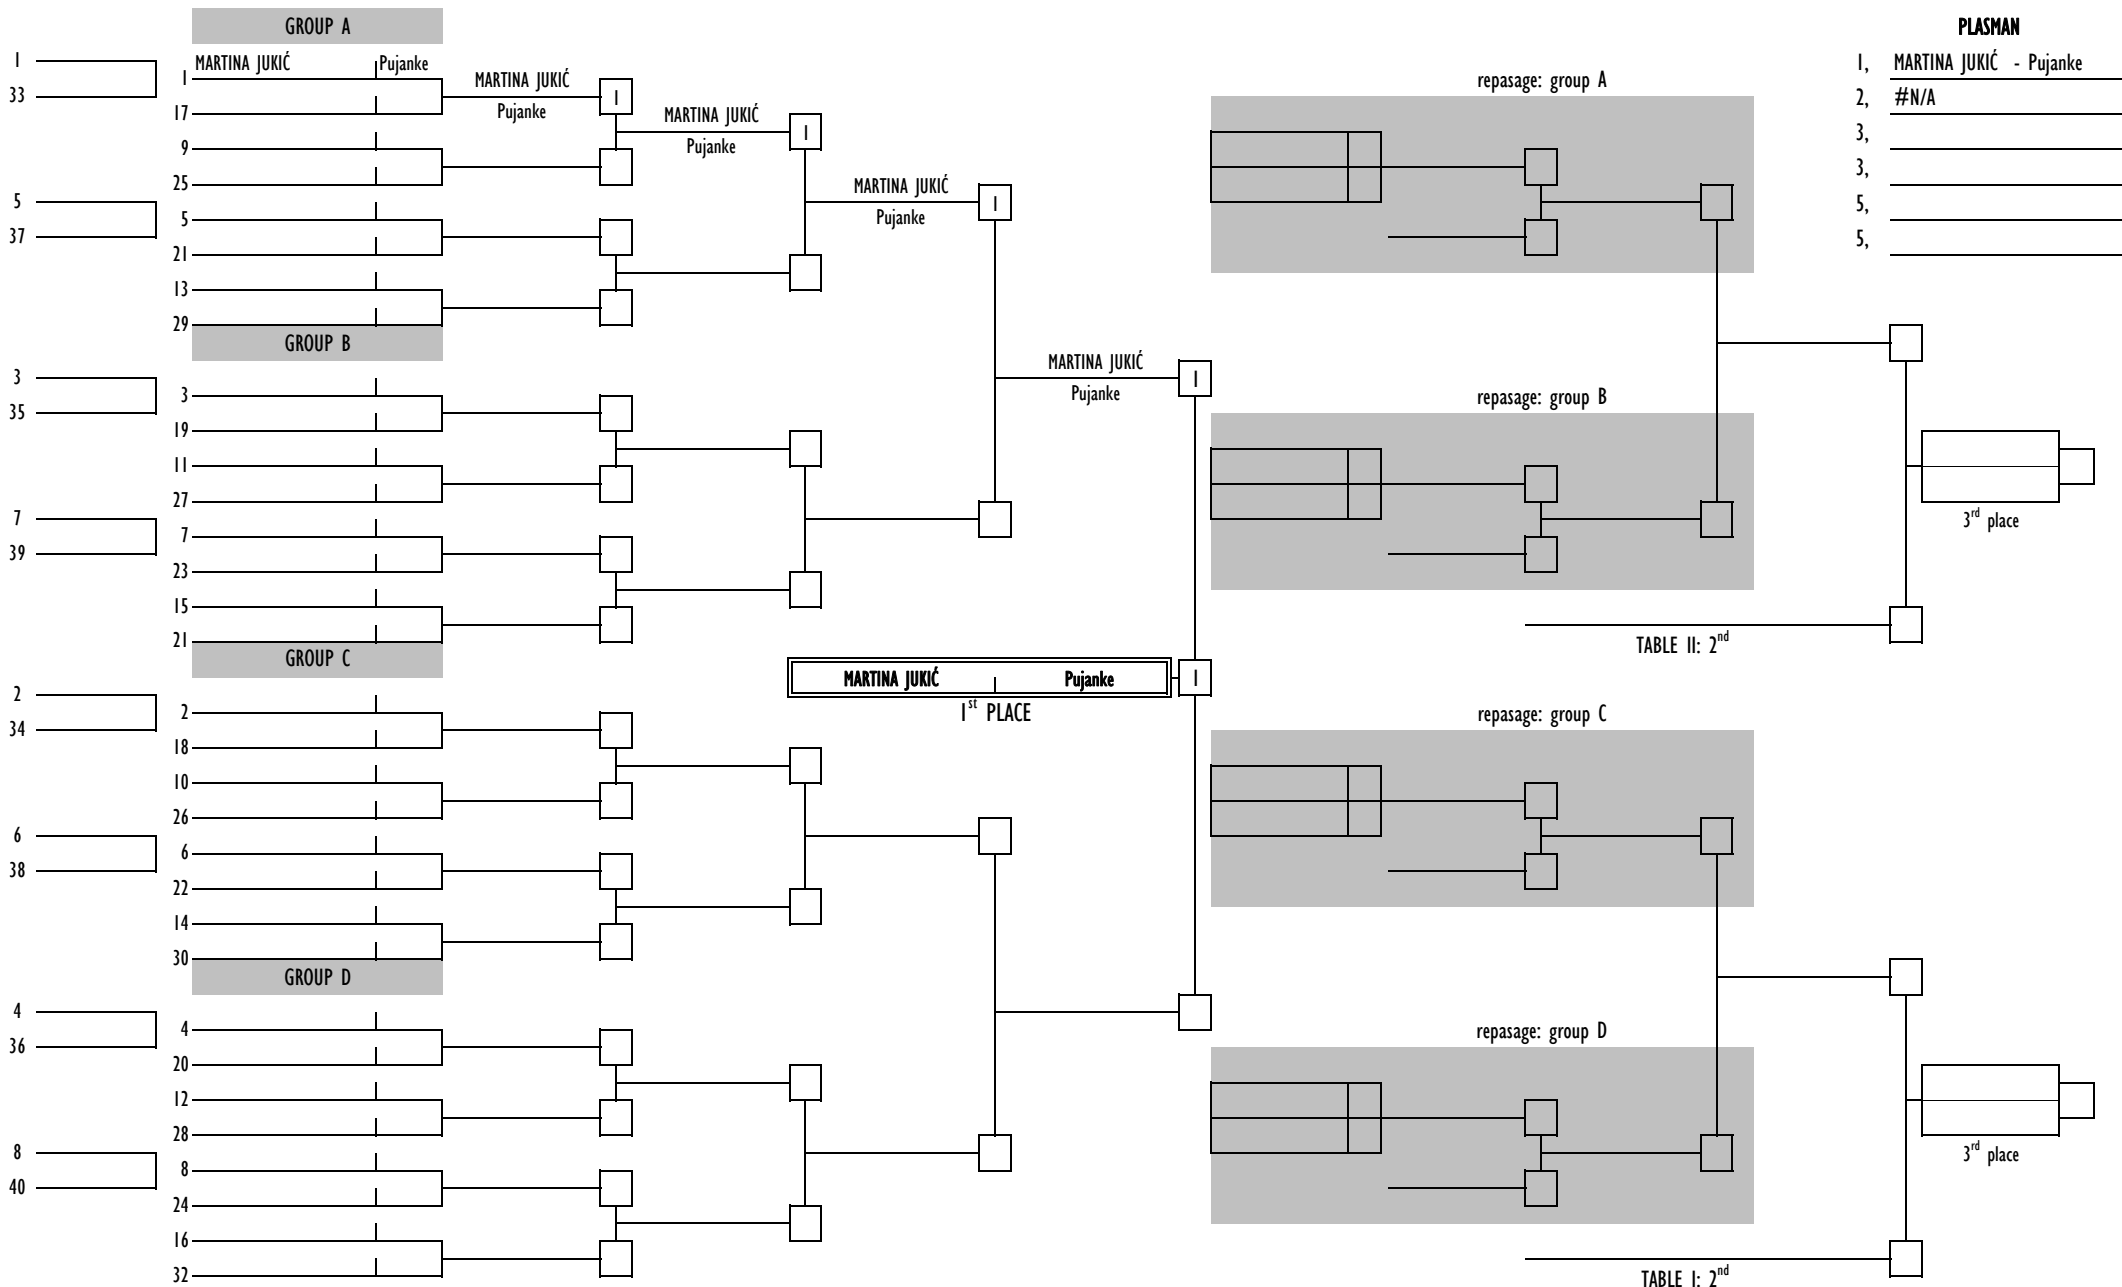 GROUP A
1
33
1 MARTINA JUKIĆ Pujanke
17
9
25
5
37
5
21
13
29
GROUP B
3
35
3
19
11
27
7
39
7
23
15
21
GROUP C
2
34
2
18
10
26
6
38
6
22
14
30
GROUP D
4
36
4
20
12
28
8
40
8
24
16
32
MARTINA JUKIĆ
Pujanke
1
MARTINA JUKIĆ
Pujanke
1
MARTINA JUKIĆ
Pujanke
1
MARTINA JUKIĆ
Pujanke
1
MARTINA JUKIĆ Pujanke
1
1st PLACE
repasage: group A
repasage: group B
TABLE II: 2nd
3rd place
repasage: group C
repasage: group D
TABLE I: 2nd
3rd place
PLASMAN
1, MARTINA JUKIĆ - Pujanke
2, #N/A
3,
3,
5,
5,